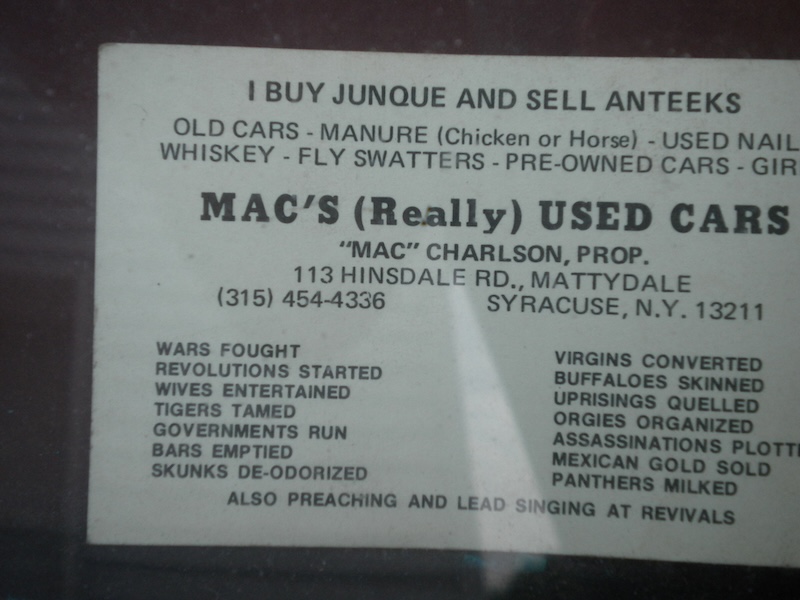 I BUY JUNQUE AND SELL ANTEEKS
OLD CARS - MANURE (Chicken or Horse) - USED NAIL
WHISKEY - FLY SWATTERS - PRE-OWNED CARS - GIR
MAC'S (Really) USED CARS
"MAC" CHARLSON, PROP.
113 HINSDALE RD., MATTYDALE
(315) 454-4336 SYRACUSE, N.Y. 13211
WARS FOUGHT
REVOLUTIONS STARTED
WIVES ENTERTAINED
TIGERS TAMED
GOVERNMENTS RUN
BARS EMPTIED
SKUNKS DE-ODORIZED
VIRGINS CONVERTED
BUFFALOES SKINNED
UPRISINGS QUELLED
ORGIES ORGANIZED
ASSASSINATIONS PLOTT
MEXICAN GOLD SOLD
PANTHERS MILKED
ALSO PREACHING AND LEAD SINGING AT REVIVALS